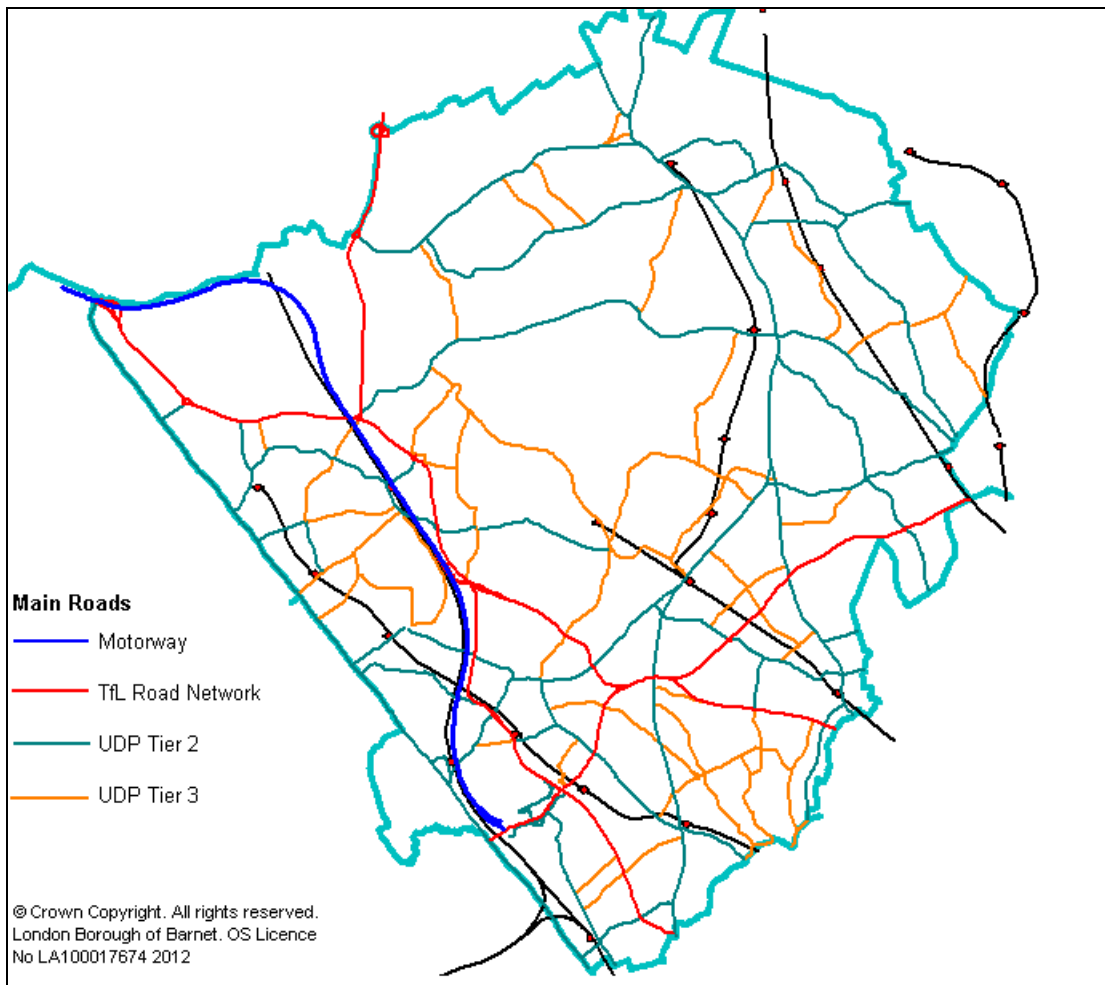 Main Roads
Motorway
TfL Road Network
UDP Tier 2
UDP Tier 3
© Crown Copyright. All rights reserved.
London Borough of Barnet. OS Licence
No LA100017674 2012